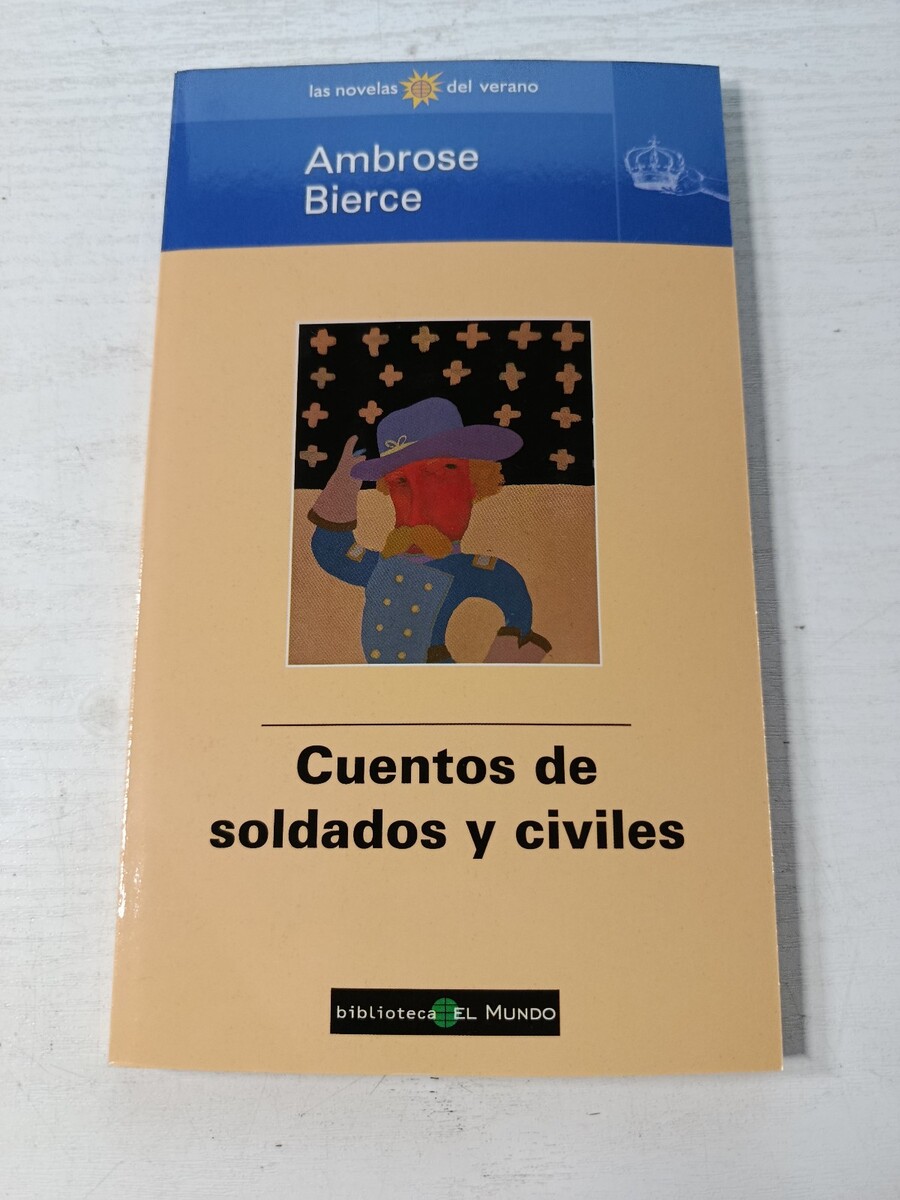 las novelas del verano
Ambrose
Bierce
Cuentos de
soldados y civiles
biblioteca EL MUNDO